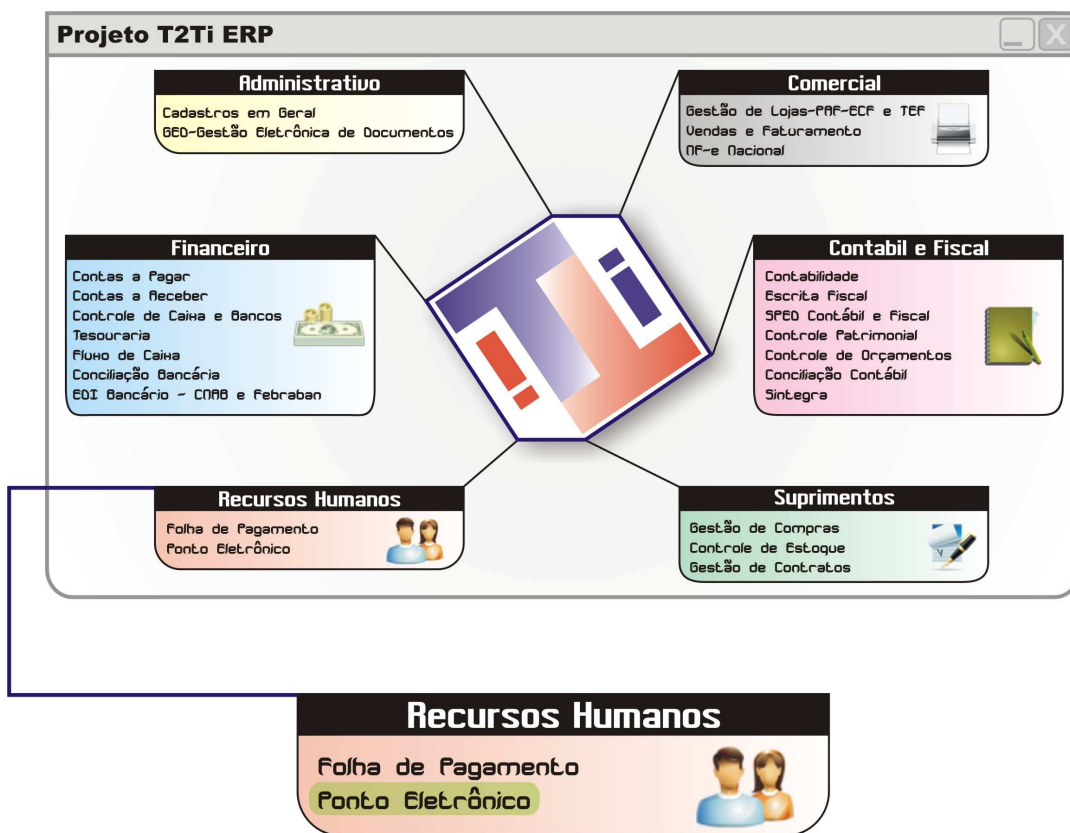 Projeto T2Ti ERP
Administrativo
Cadastros em Geral
GED-Gestão Eletrônica de Documentos
Comercial
Gestão de Lojas-PAF-ECF e TEF
Vendas e Faturamento
NF-e Nacional
Financeiro
Contas a Pagar
Contas a Receber
Controle de Caixa e Bancos
Tesouraria
Fluxo de Caixa
Conciliação Bancária
EDI Bancário - CNAB e Febraban
Contabil e Fiscal
Contabilidade
Escrita Fiscal
SPED Contábil e Fiscal
Controle Patrimonial
Controle de Orçamentos
Conciliação Contábil
Sintegra
Recursos Humanos
Folha de Pagamento
Ponto Eletrônico
Suprimentos
Gestão de Compras
Controle de Estoque
Gestão de Contratos
Recursos Humanos
Folha de Pagamento
Ponto Eletrônico